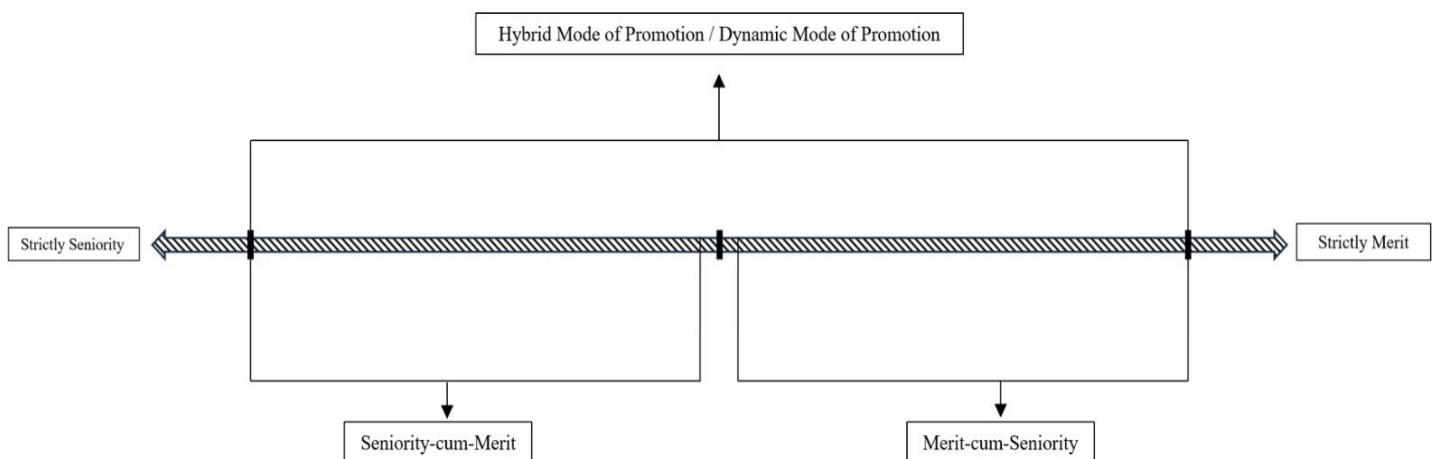 Hybrid Mode of Promotion / Dynamic Mode of Promotion
Strictly Seniority
Strictly Merit
Seniority-cum-Merit
Merit-cum-Seniority